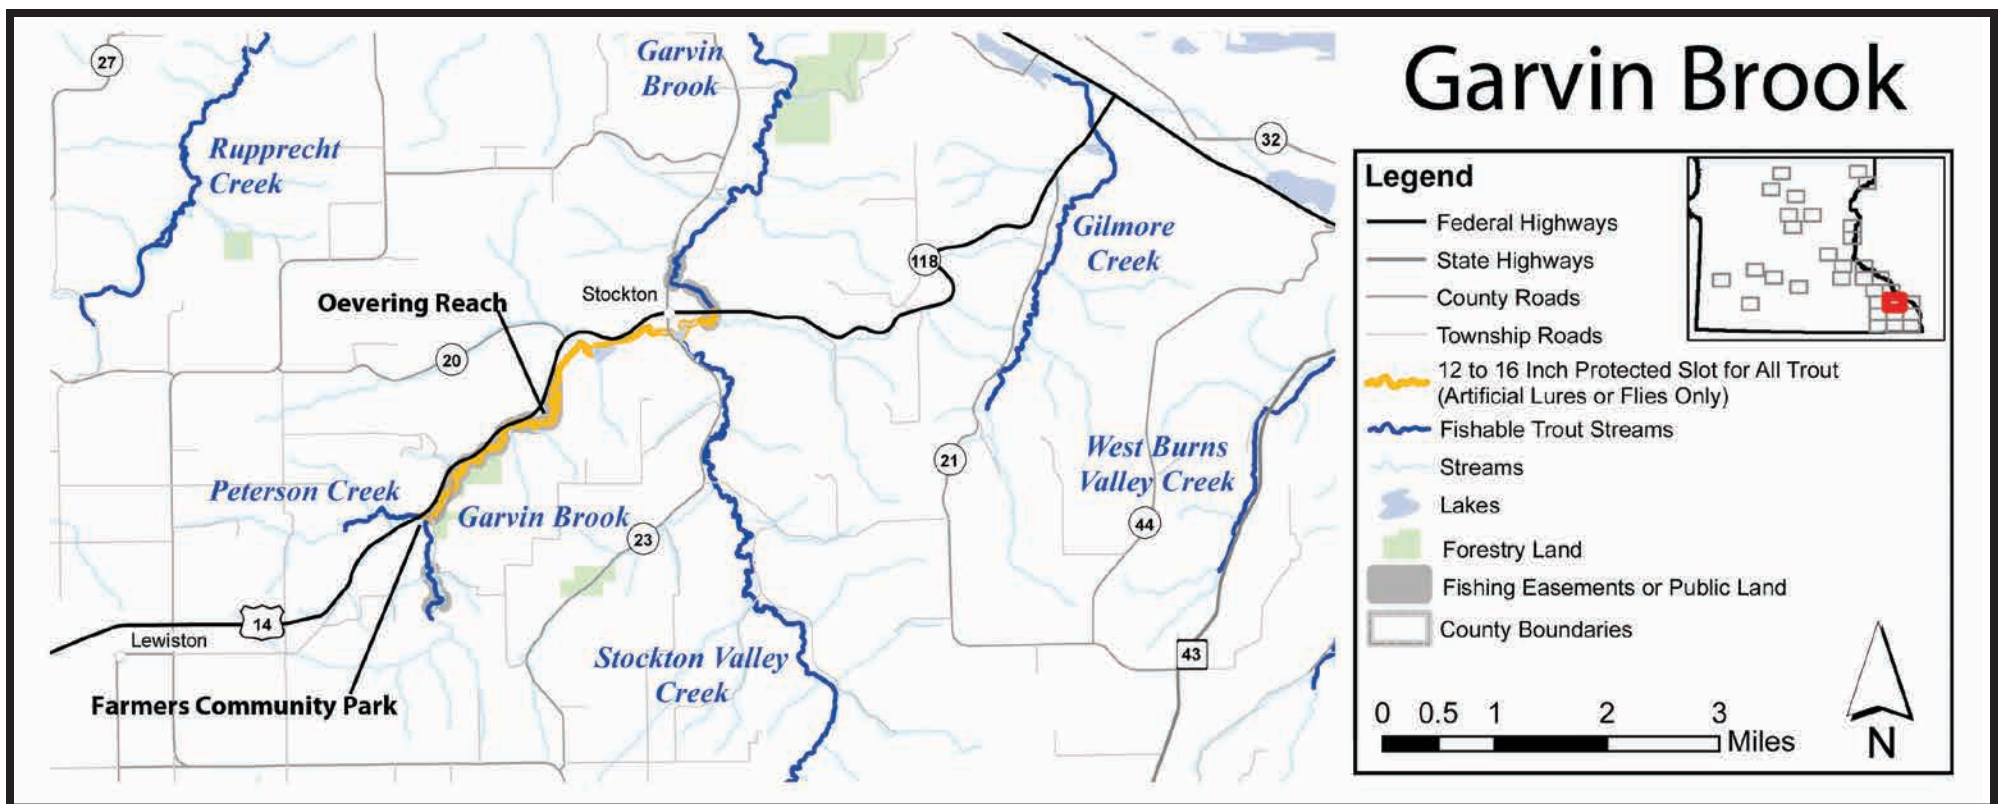 Garvin Brook
27
Garvin
Brook
Rupprecht
Creek
32
Gilmore
Creek
118
Oevering Reach
Stockton
20
West Burns
Valley Creek
21
Peterson Creek
Garvin Brook
44
23
14
Lewiston
Stockton Valley
Creek
43
Farmers Community Park
Legend
Federal Highways
State Highways
County Roads
Township Roads
12 to 16 Inch Protected Slot for All Trout
(Artificial Lures or Flies Only)
Fishable Trout Streams
Streams
Lakes
Forestry Land
Fishing Easements or Public Land
County Boundaries
0 0.5 1 2 3
Miles
N